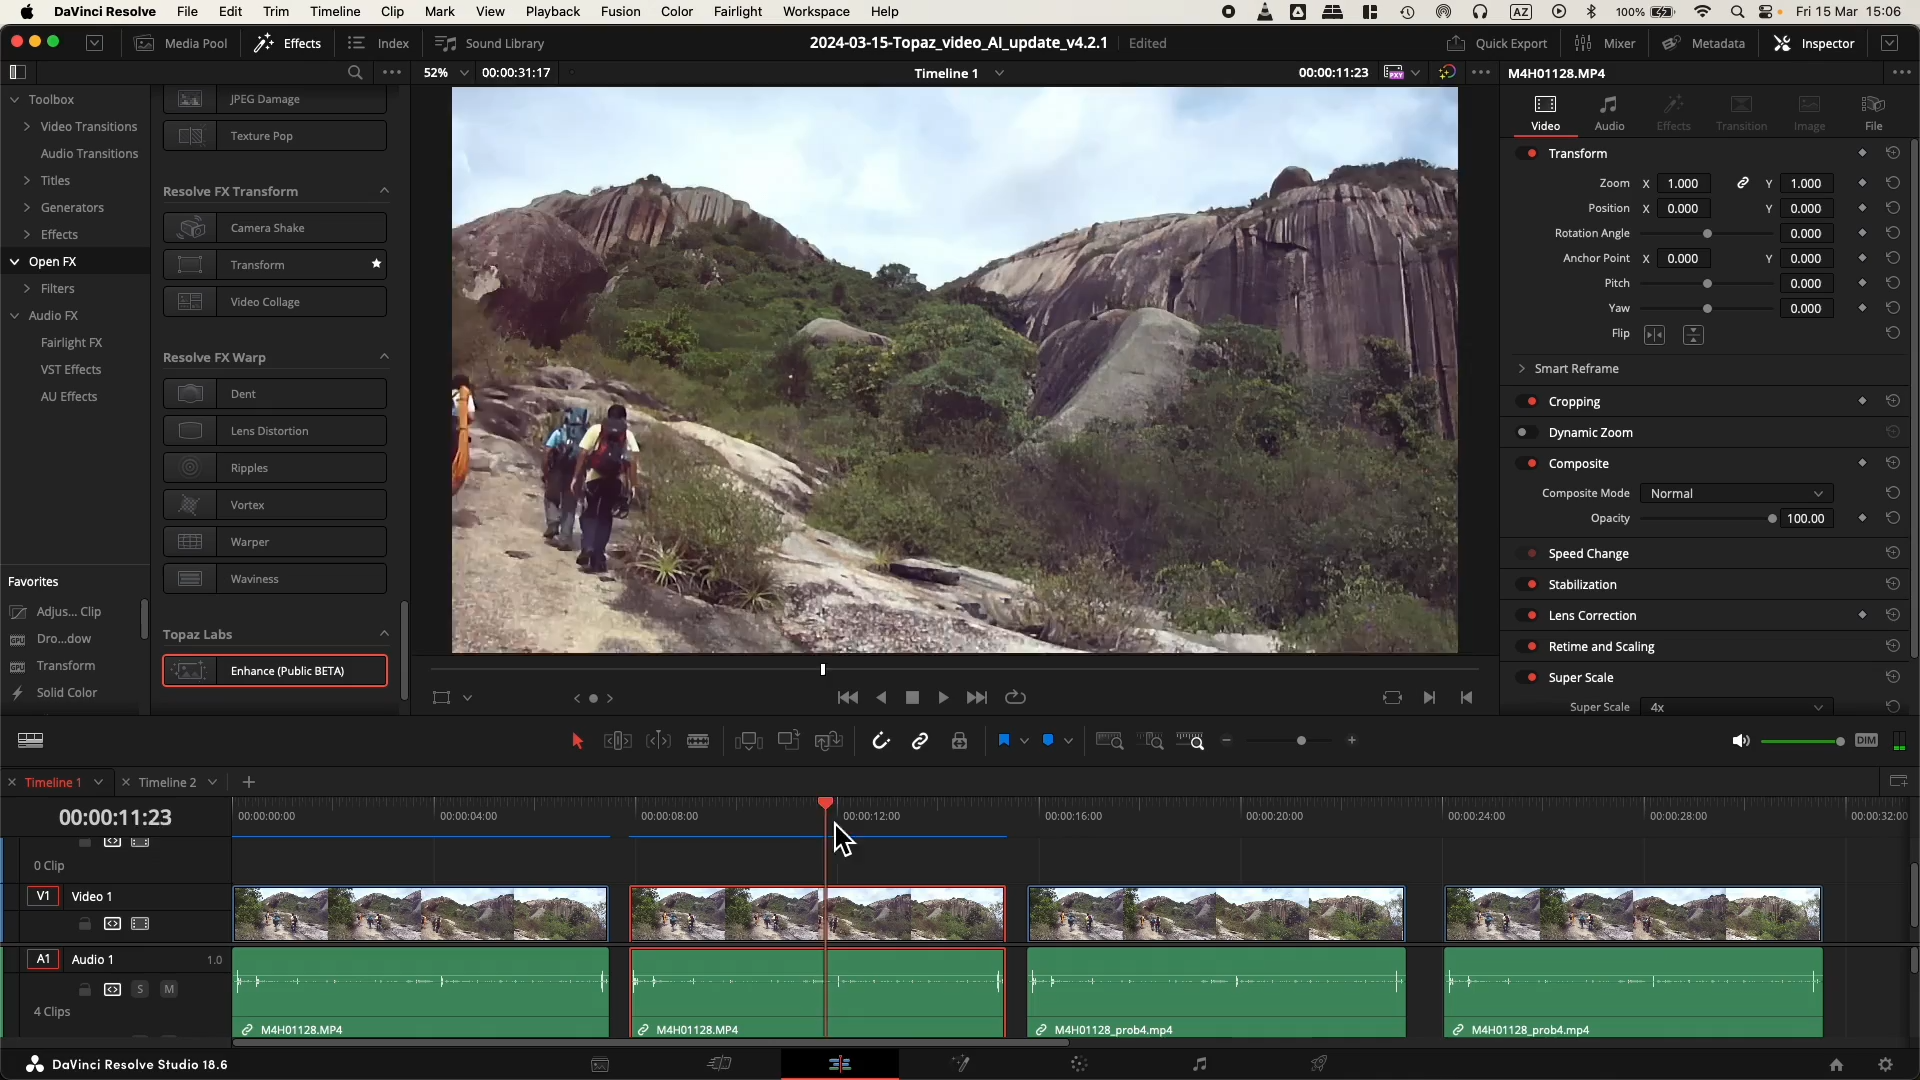 DaVinci Resolve File Edit Trim Timeline Clip Mark View Playback Fusion Color Fairlight Workspace Help AZ 100% Fri 15 Mar 15:06
Media Pool Effects Index Sound Library 2024-03-15-Topaz_video_AI_update_v4.2.1 Edited Quick Export Mixer Metadata Inspector
52% 00:00:31:17 Timeline 1 00:00:11:23 PXY M4H01128.MP4
Toolbox
Video Transitions
Audio Transitions
Titles
Generators
Effects
Open FX
Filters
Audio FX
Fairlight FX
VST Effects
AU Effects
Favorites
Adjus... Clip
Dro...dow
Transform
Solid Color
JPEG Damage
Texture Pop
Resolve FX Transform
Camera Shake
Transform
Video Collage
Resolve FX Warp
Dent
Lens Distortion
Ripples
Vortex
Warper
Waviness
Topaz Labs
Enhance (Public BETA)
Video Audio Effects Transition Image File
Transform
Zoom X 1.000 Y 1.000
Position X 0.000 Y 0.000
Rotation Angle 0.000
Anchor Point X 0.000 Y 0.000
Pitch 0.000
Yaw 0.000
Flip
Smart Reframe
Cropping
Dynamic Zoom
Composite
Composite Mode Normal
Opacity 100.00
Speed Change
Stabilization
Lens Correction
Retime and Scaling
Super Scale
Super Scale 4x
DIM
Timeline 1 Timeline 2
00:00:11:23 00:00:00:00 00:00:04:00 00:00:08:00 00:00:12:00 00:00:16:00 00:00:20:00 00:00:24:00 00:00:28:00 00:00:32:00
0 Clip
V1 Video 1
A1 Audio 1 1.0
S M
4 Clips
M4H01128.MP4 M4H01128.MP4 M4H01128_prob4.mp4 M4H01128_prob4.mp4
DaVinci Resolve Studio 18.6